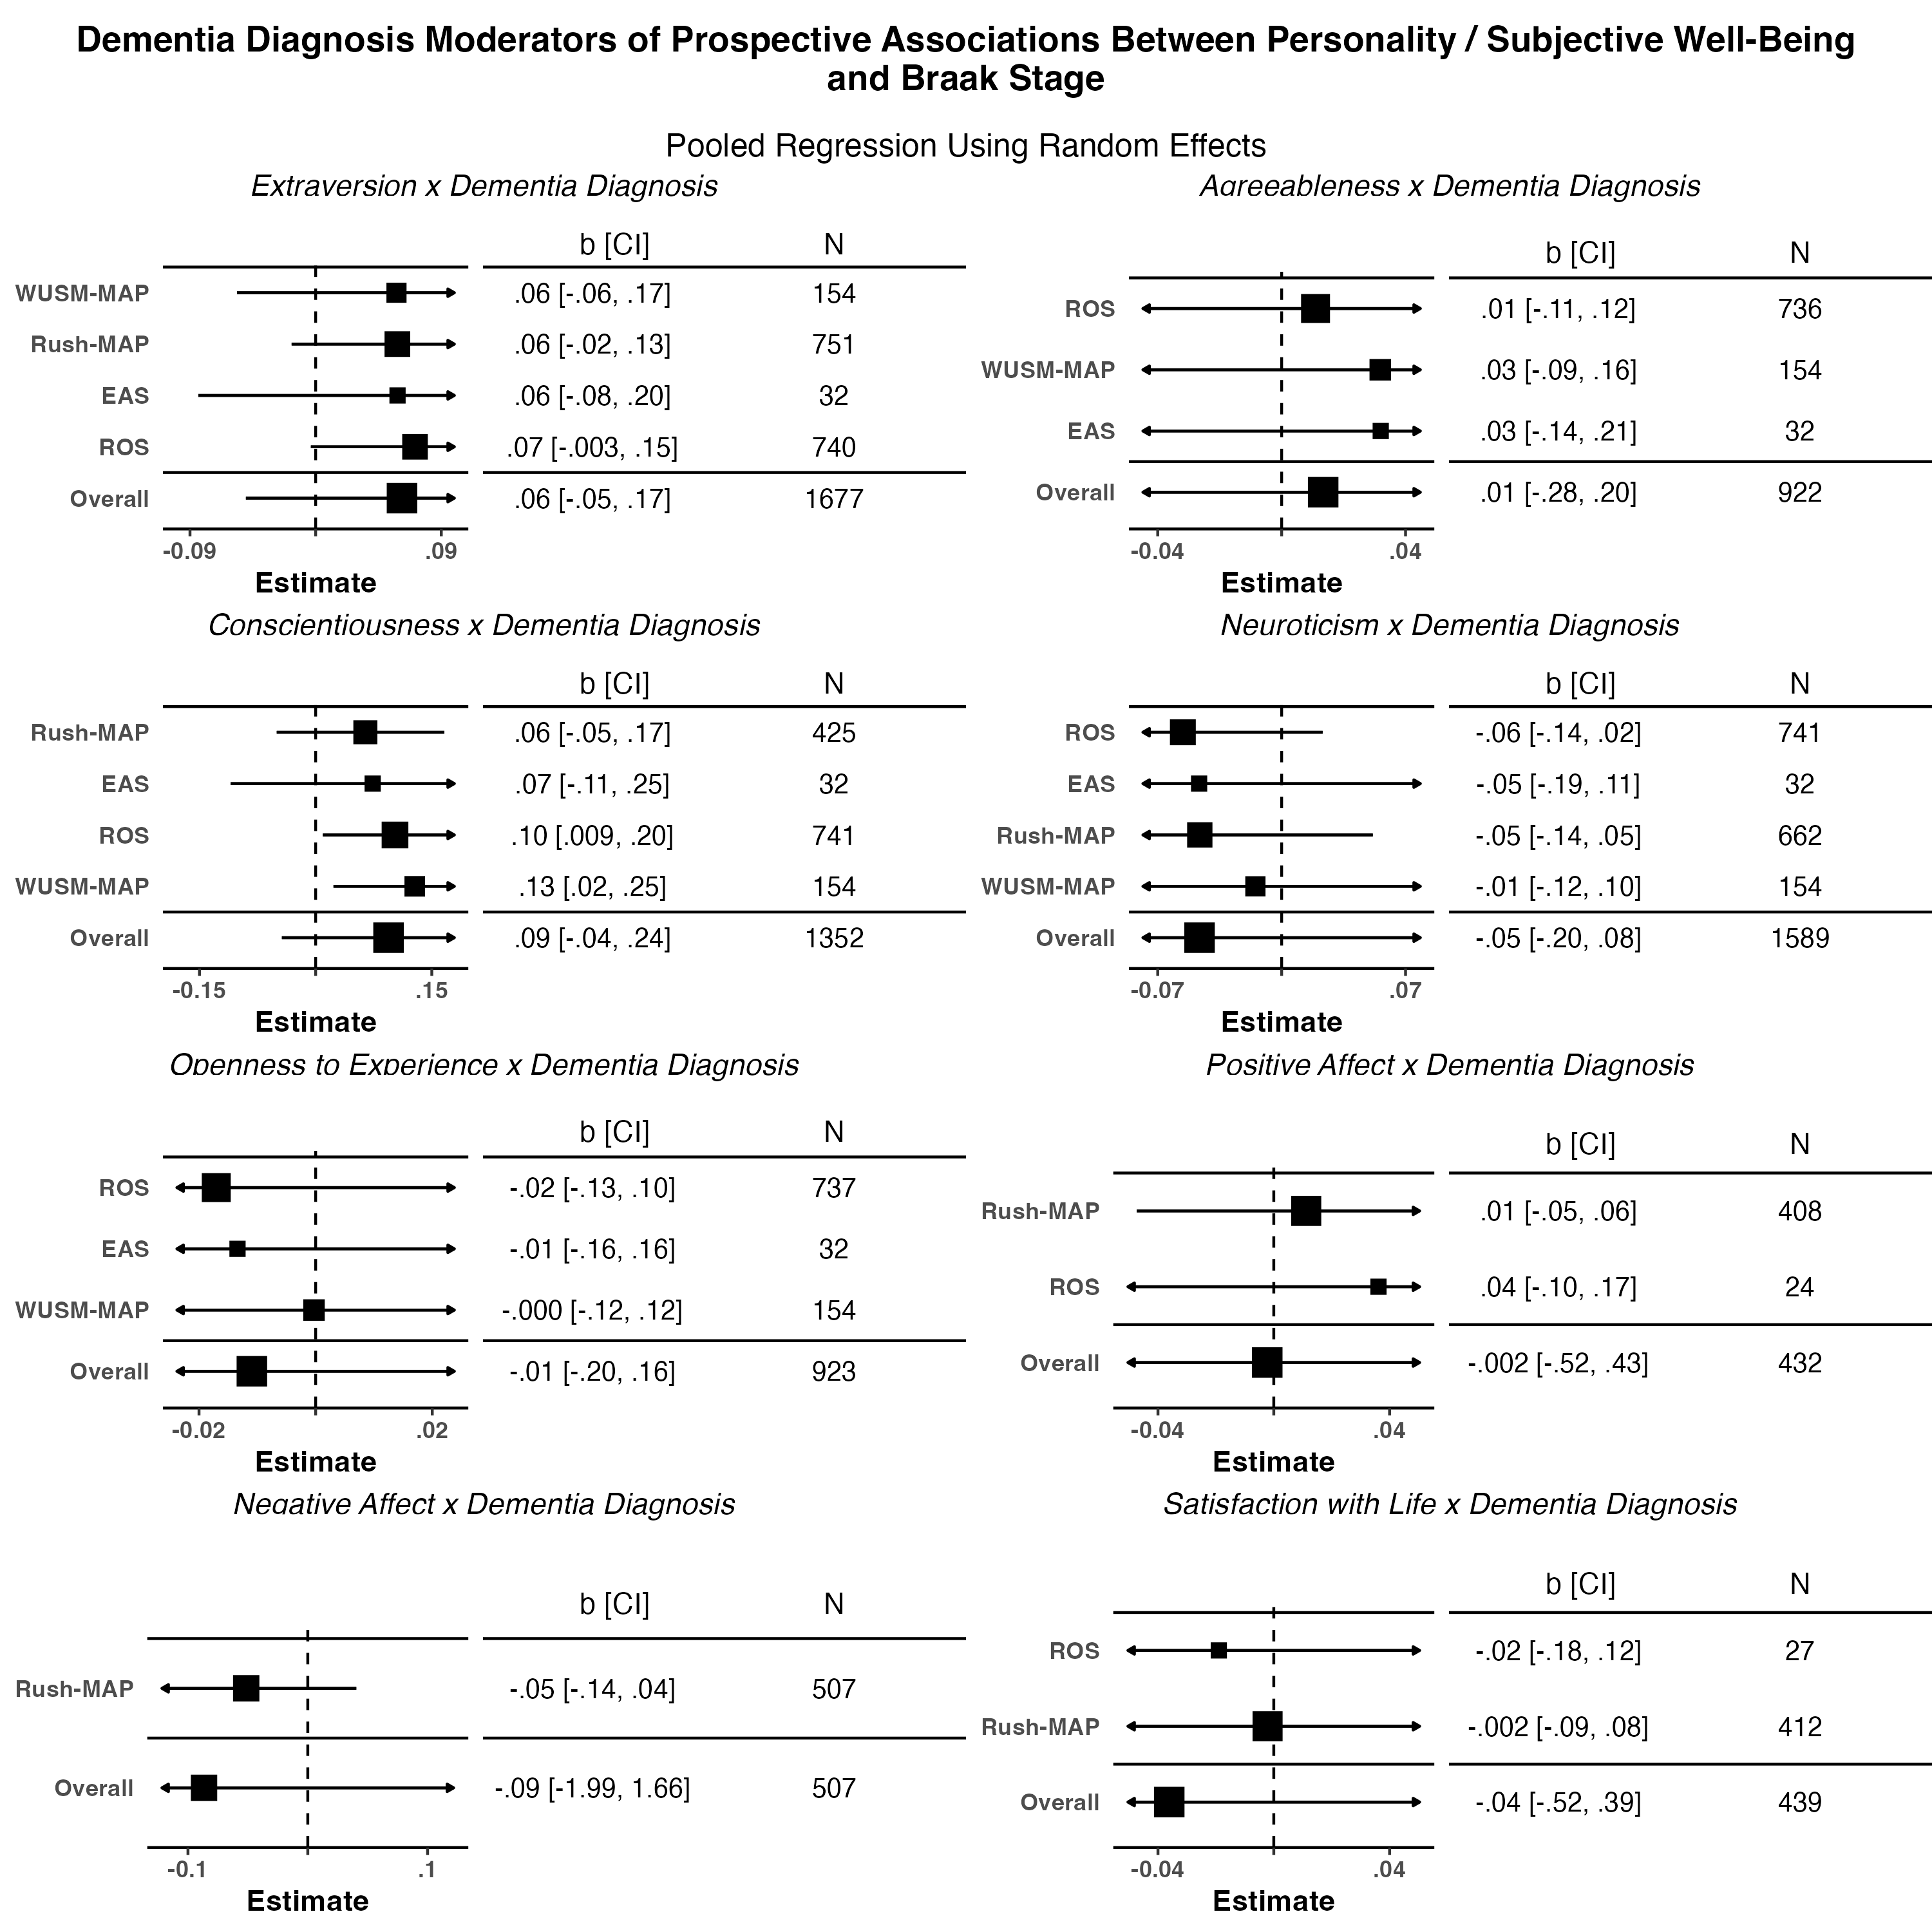 Dementia Diagnosis Moderators of Prospective Associations Between Personality / Subjective Well-Being
and Braak Stage
Pooled Regression Using Random Effects
Extraversion x Dementia Diagnosis
b [CI] N
WUSM-MAP .06 [-.06, .17] 154
Rush-MAP .06 [-.02, .13] 751
EAS .06 [-.08, .20] 32
ROS .07 [-.003, .15] 740
Overall .06 [-.05, .17] 1677
-0.09 .09
Estimate
Agreeableness x Dementia Diagnosis
b [CI] N
ROS .01 [-.11, .12] 736
WUSM-MAP .03 [-.09, .16] 154
EAS .03 [-.14, .21] 32
Overall .01 [-.28, .20] 922
-0.04 .04
Estimate
Conscientiousness x Dementia Diagnosis
b [CI] N
Rush-MAP .06 [-.05, .17] 425
EAS .07 [-.11, .25] 32
ROS .10 [.009, .20] 741
WUSM-MAP .13 [.02, .25] 154
Overall .09 [-.04, .24] 1352
-0.15 .15
Estimate
Neuroticism x Dementia Diagnosis
b [CI] N
ROS -.06 [-.14, .02] 741
EAS -.05 [-.19, .11] 32
Rush-MAP -.05 [-.14, .05] 662
WUSM-MAP -.01 [-.12, .10] 154
Overall -.05 [-.20, .08] 1589
-0.07 .07
Estimate
Openness to Experience x Dementia Diagnosis
b [CI] N
ROS -.02 [-.13, .10] 737
EAS -.01 [-.16, .16] 32
WUSM-MAP -.000 [-.12, .12] 154
Overall -.01 [-.20, .16] 923
-0.02 .02
Estimate
Positive Affect x Dementia Diagnosis
b [CI] N
Rush-MAP .01 [-.05, .06] 408
ROS .04 [-.10, .17] 24
Overall -.002 [-.52, .43] 432
-0.04 .04
Estimate
Negative Affect x Dementia Diagnosis
b [CI] N
Rush-MAP -.05 [-.14, .04] 507
Overall -.09 [-1.99, 1.66] 507
-0.1 .1
Estimate
Satisfaction with Life x Dementia Diagnosis
b [CI] N
ROS -.02 [-.18, .12] 27
Rush-MAP -.002 [-.09, .08] 412
Overall -.04 [-.52, .39] 439
-0.04 .04
Estimate